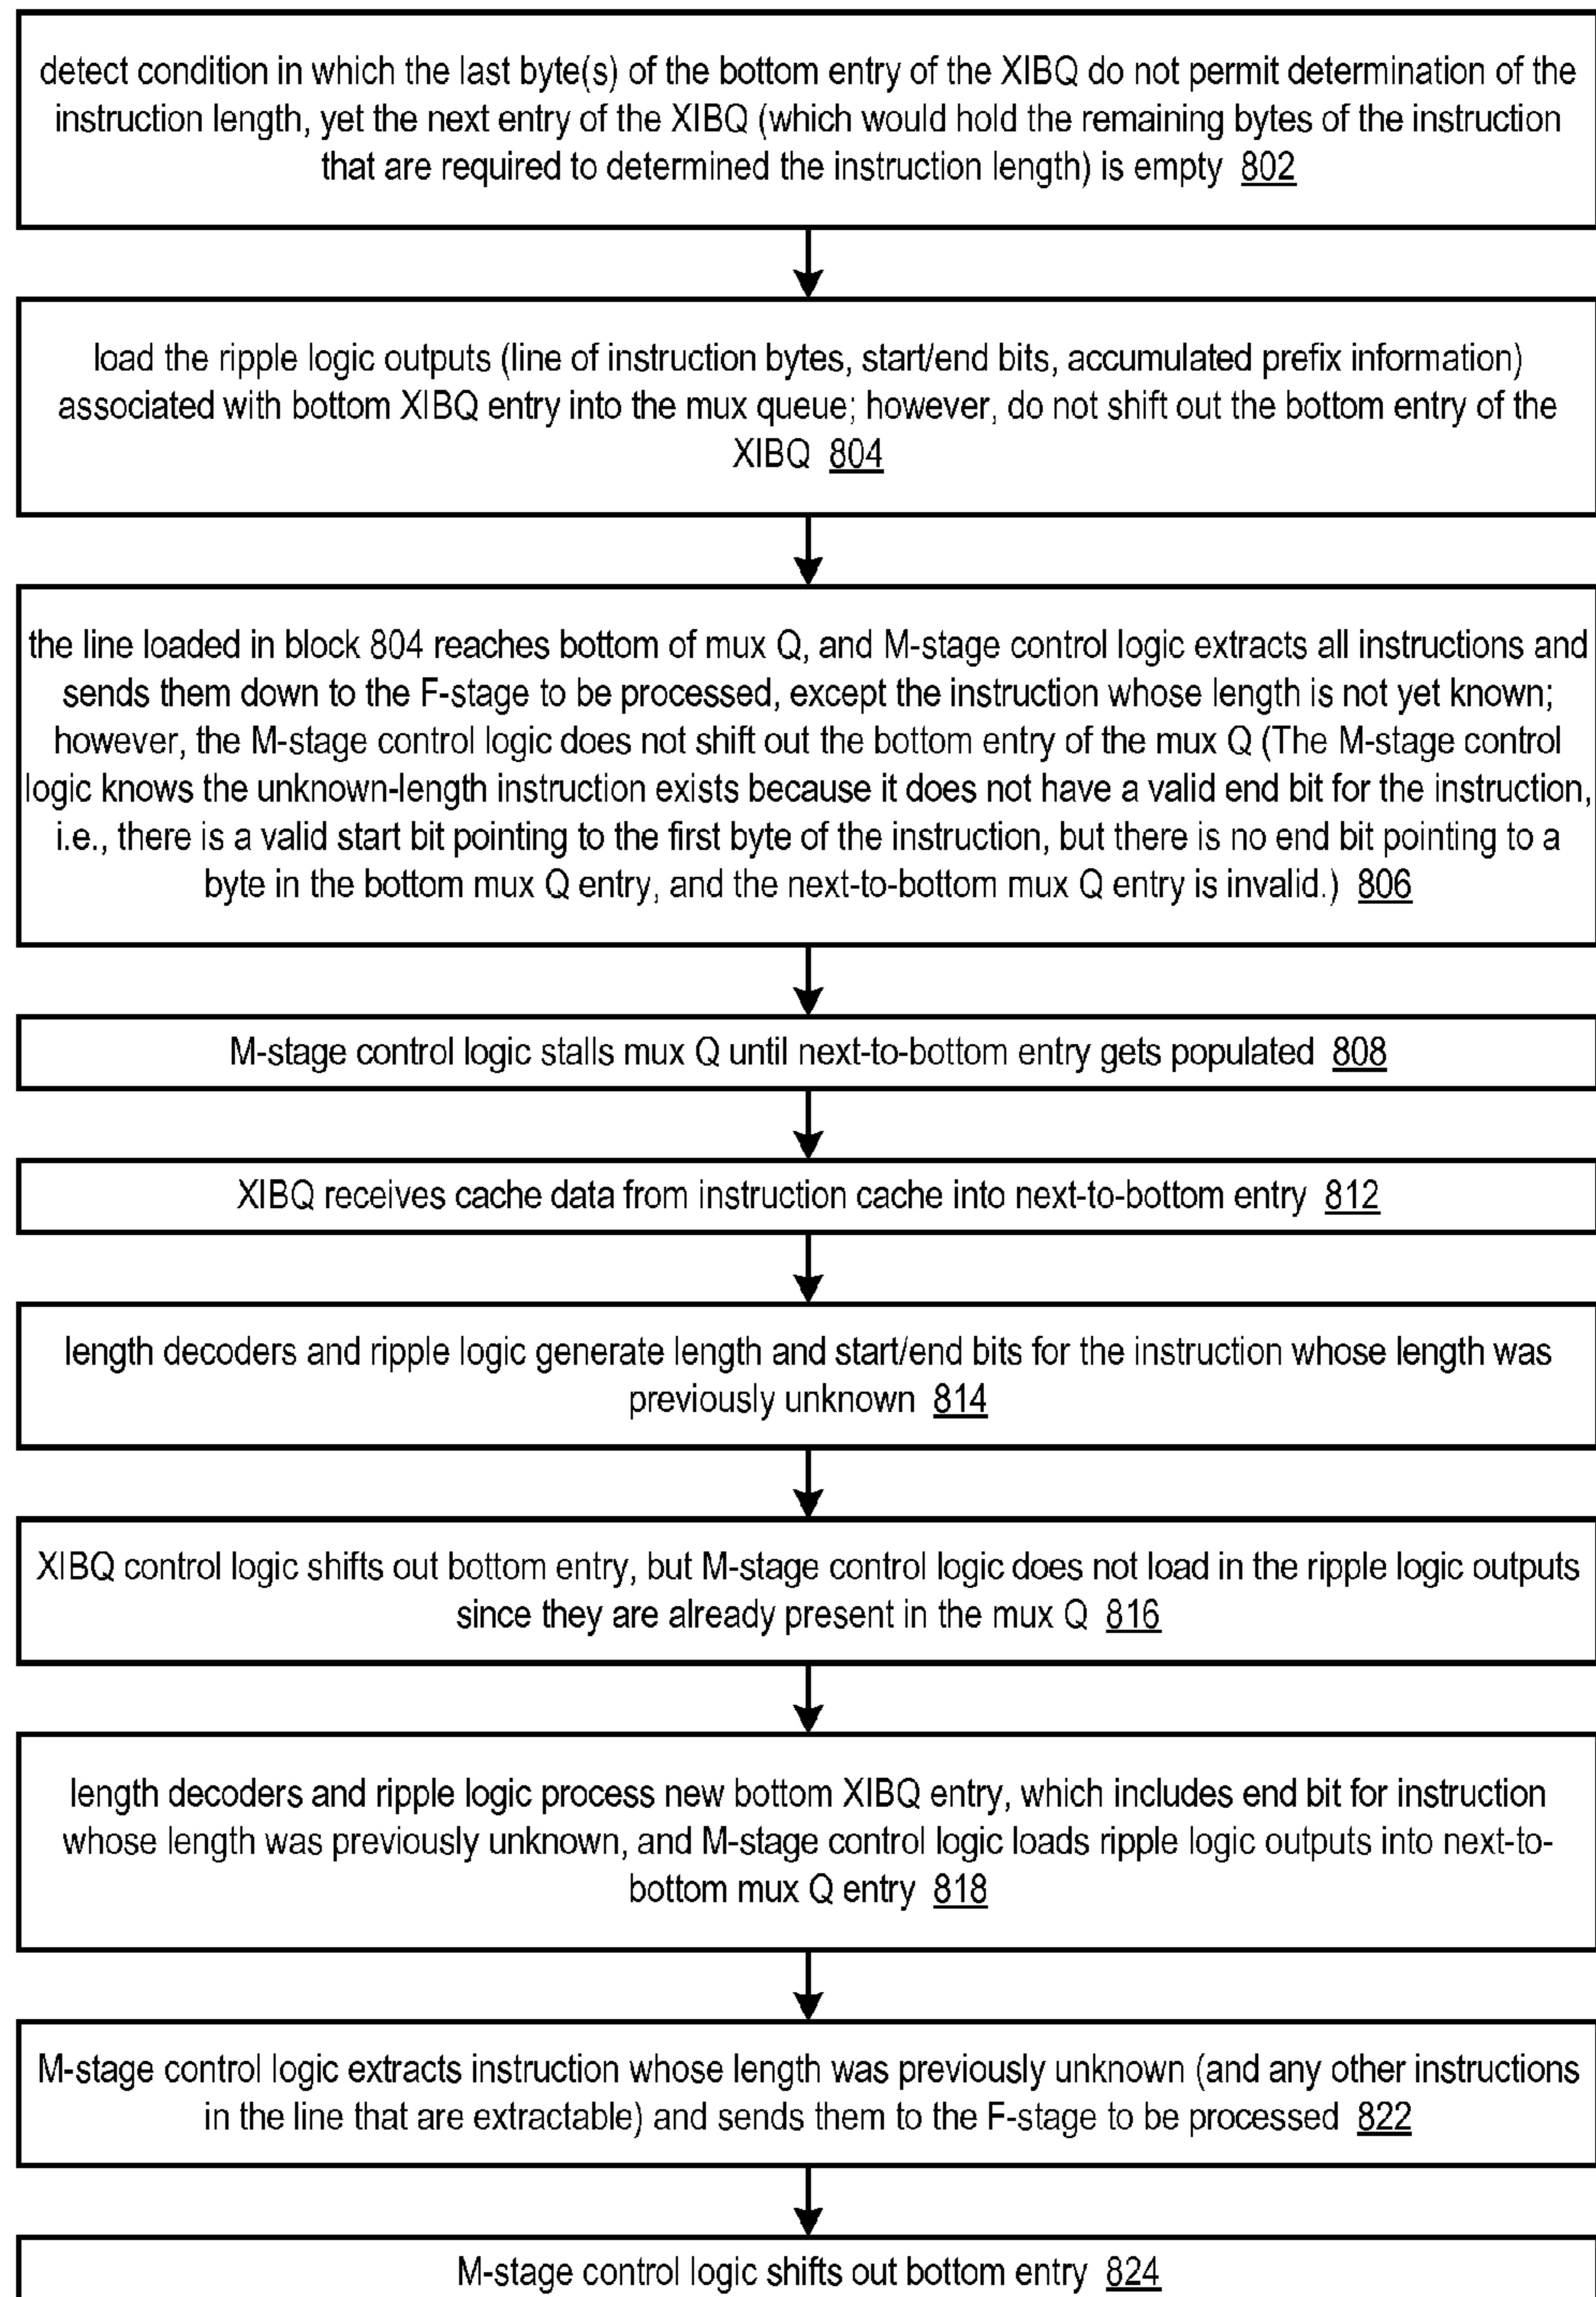 detect condition in which the last byte(s) of the bottom entry of the XIBQ do not permit determination of the
instruction length, yet the next entry of the XIBQ (which would hold the remaining bytes of the instruction
that are required to determined the instruction length) is empty 802
load the ripple logic outputs (line of instruction bytes, start/end bits, accumulated prefix information)
associated with bottom XIBQ entry into the mux queue; however, do not shift out the bottom entry of the
XIBQ 804
the line loaded in block 804 reaches bottom of mux Q, and M-stage control logic extracts all instructions and
sends them down to the F-stage to be processed, except the instruction whose length is not yet known;
however, the M-stage control logic does not shift out the bottom entry of the mux Q (The M-stage control
logic knows the unknown-length instruction exists because it does not have a valid end bit for the instruction,
i.e., there is a valid start bit pointing to the first byte of the instruction, but there is no end bit pointing to a
byte in the bottom mux Q entry, and the next-to-bottom mux Q entry is invalid.) 806
M-stage control logic stalls mux Q until next-to-bottom entry gets populated 808
XIBQ receives cache data from instruction cache into next-to-bottom entry 812
length decoders and ripple logic generate length and start/end bits for the instruction whose length was
previously unknown 814
XIBQ control logic shifts out bottom entry, but M-stage control logic does not load in the ripple logic outputs
since they are already present in the mux Q 816
length decoders and ripple logic process new bottom XIBQ entry, which includes end bit for instruction
whose length was previously unknown, and M-stage control logic loads ripple logic outputs into next-to-
bottom mux Q entry 818
M-stage control logic extracts instruction whose length was previously unknown (and any other instructions
in the line that are extractable) and sends them to the F-stage to be processed 822
M-stage control logic shifts out bottom entry 824